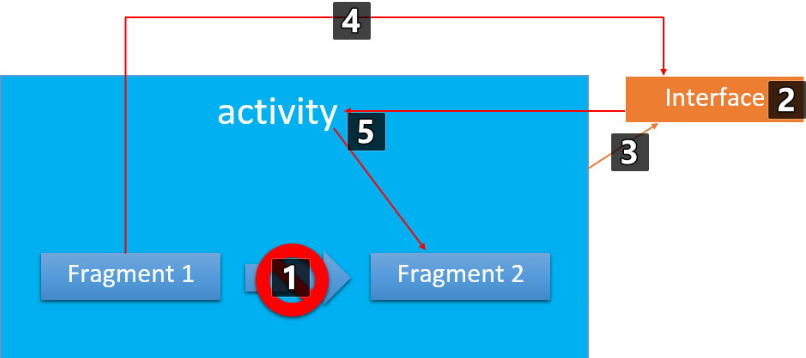 4
Interface 2
activity
5
3
Fragment 1
1
Fragment 2